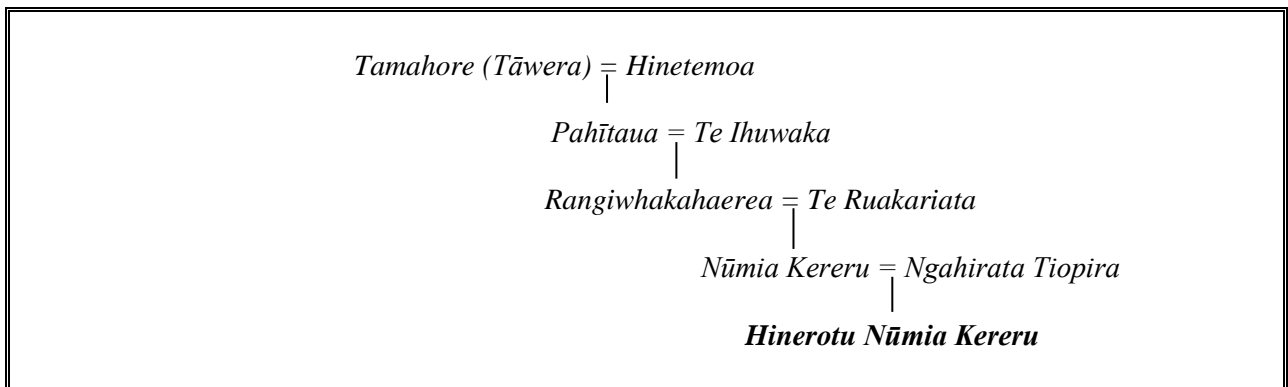 Tamahore (Tāwera) = Hinetemoa
Pahītaua = Te Ihuwaka
Rangiwhakahaerea = Te Ruakariata
Nūmia Kereru = Ngahirata Tiopira
Hinerotu Nūmia Kereru